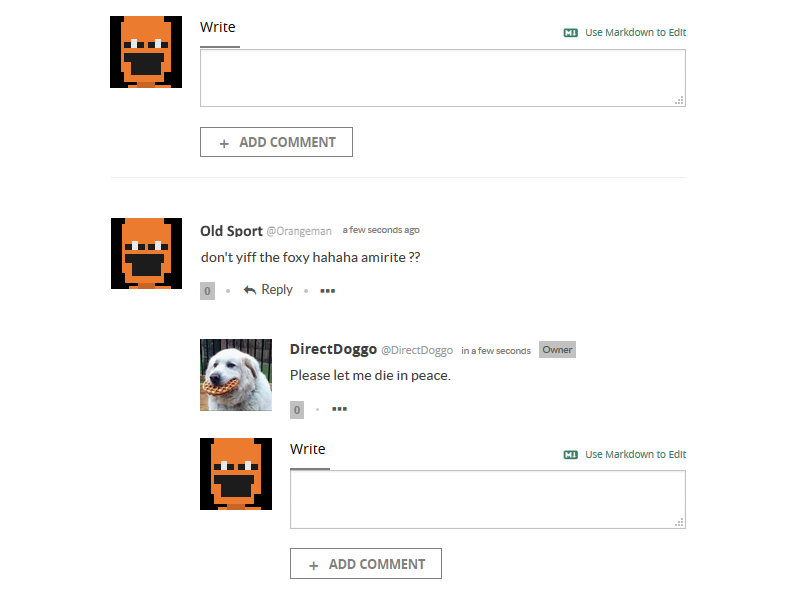 Write
M↓ Use Markdown to Edit
+ ADD COMMENT
Old Sport @Orangeman a few seconds ago
don't yiff the foxy hahaha amirite ??
0 • Reply • •••
DirectDoggo @DirectDoggo in a few seconds Owner
Please let me die in peace.
0 • •••
Write
M↓ Use Markdown to Edit
+ ADD COMMENT